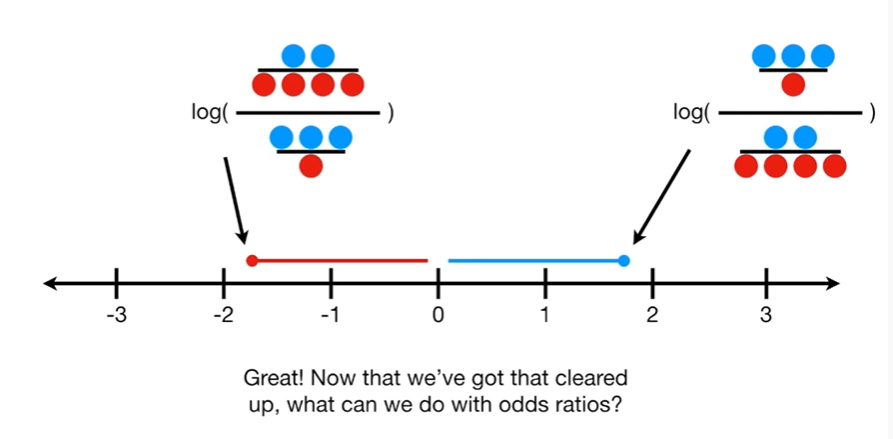 log( )
log( )
-3 -2 -1 0 1 2 3
Great! Now that we've got that cleared
up, what can we do with odds ratios?